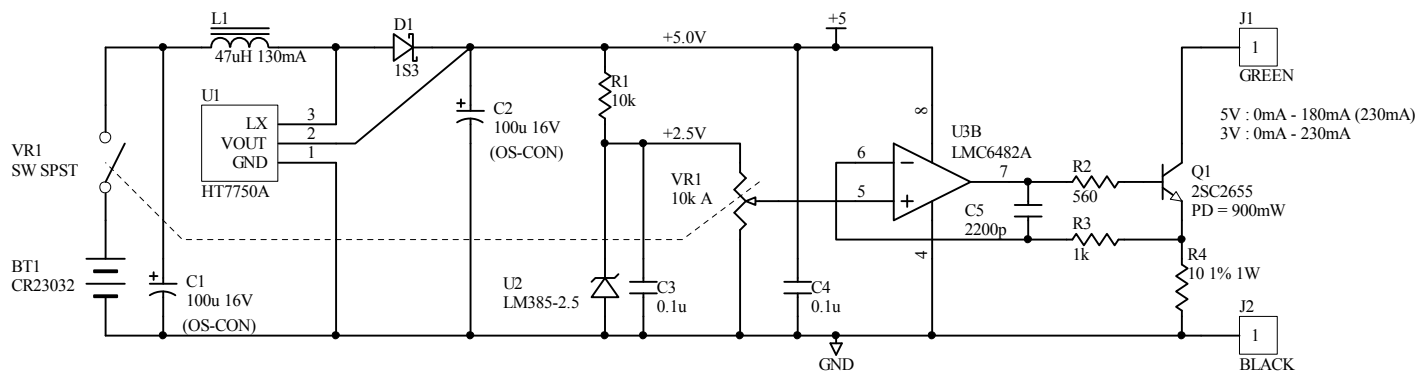 L1
47uH 130mA
D1
1S3
+5.0V
+5
J1
1
GREEN
5V : 0mA - 180mA (230mA)
3V : 0mA - 230mA
U1
LX
VOUT
GND
3
2
1
HT7750A
VR1
SW SPST
BT1
CR23032
C1
100u 16V
(OS-CON)
C2
100u 16V
(OS-CON)
R1
10k
+2.5V
VR1
10k A
U2
LM385-2.5
C3
0.1u
C4
0.1u
GND
8
U3B
LMC6482A
6
5
7
4
C5
2200p
R2
560
R3
1k
Q1
2SC2655
PD = 900mW
R4
10 1% 1W
J2
1
BLACK